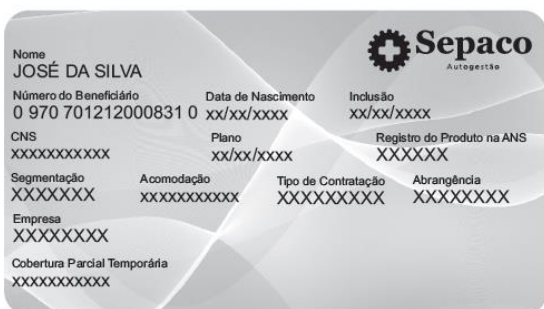 Sepaco
Autogestão
Nome
JOSÉ DA SILVA
Número do Beneficiário Data de Nascimento Inclusão
0 970 701212000831 0 xx/xx/xxxx xx/xx/xxxx
CNS Plano Registro do Produto na ANS
xxxxxxxxxxx xx/xx/xxxx XXXXXX
Segmentação Acomodação Tipo de Contratação Abrangência
XXXXXXX xxxxxxxxxxx XXXXXXXXX XXXXXXXX
Empresa
XXXXXXXX
Cobertura Parcial Temporária
xxxxxxxxxxx